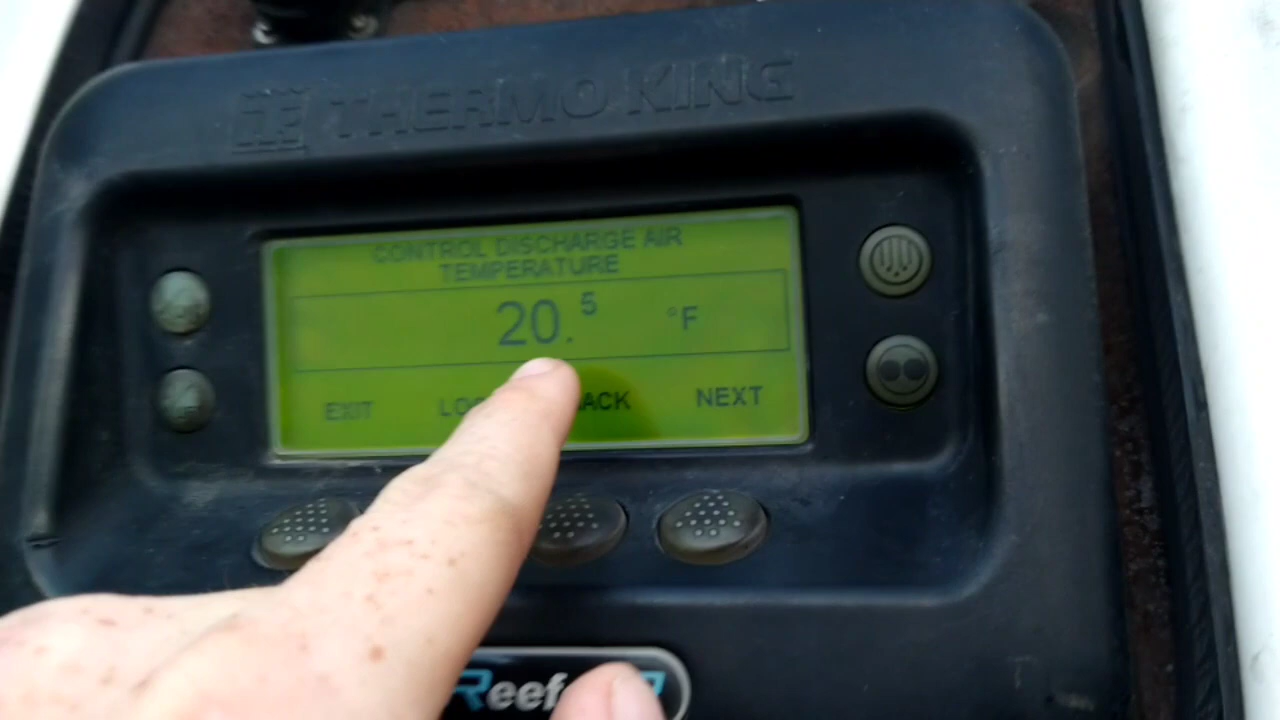 THERMO KING
CONTROL DISCHARGE AIR
TEMPERATURE
20.5 °F
EXIT NEXT